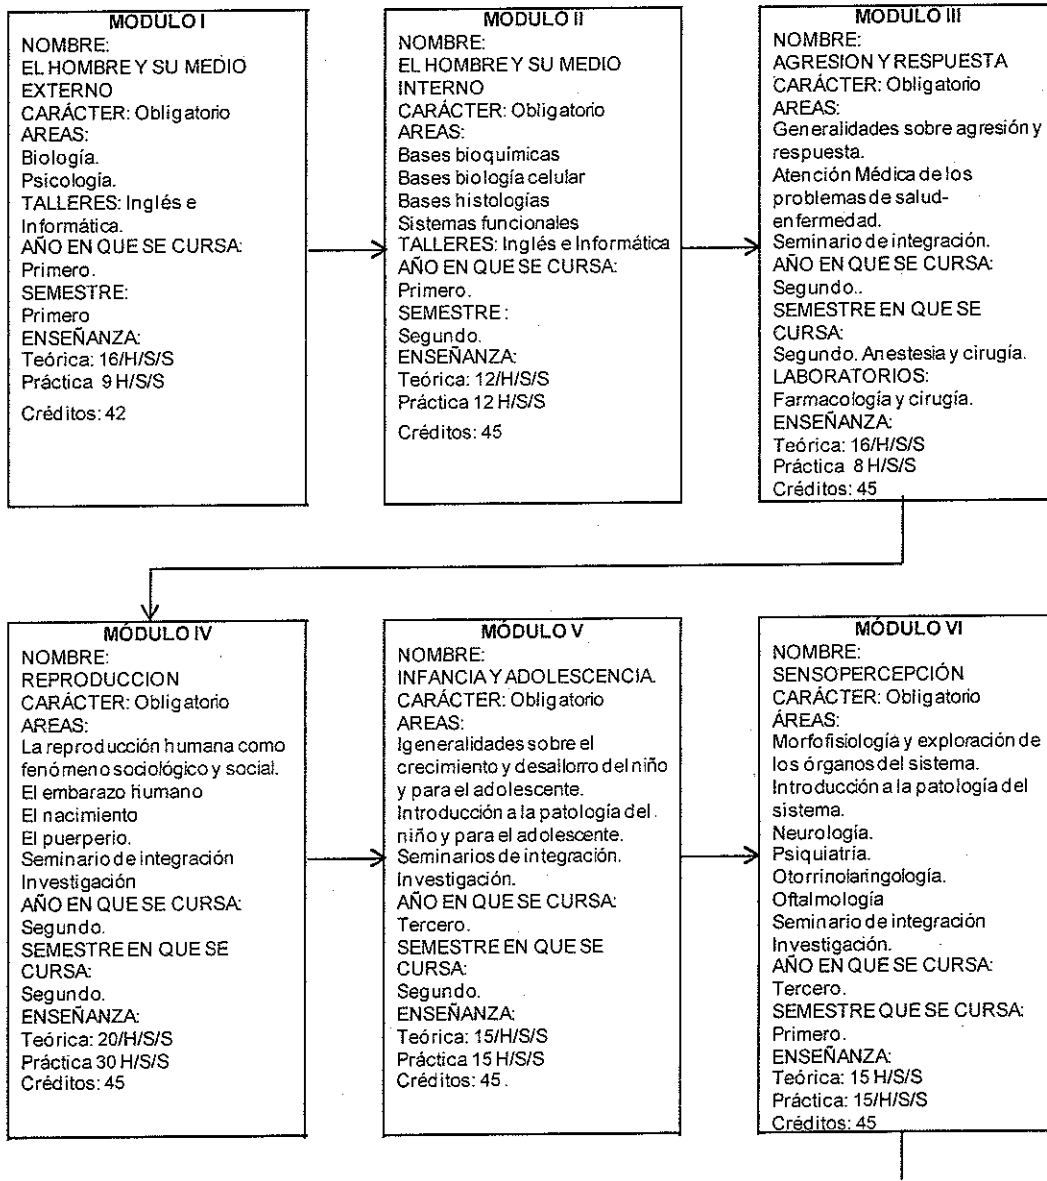 MODULO I
NOMBRE:
EL HOMBRE Y SU MEDIO
EXTERNO
CARÁCTER: Obligatorio
AREAS:
Biología.
Psicología.
TALLERES: Inglés e
Informática.
AÑO EN QUE SE CURSA:
Primero.
SEMESTRE:
Primero
ENSEÑANZA:
Teórica: 16/H/S/S
Práctica 9 H/S/S
Créditos: 42
MODULO II
NOMBRE:
EL HOMBRE Y SU MEDIO
INTERNO
CARÁCTER: Obligatorio
AREAS:
Bases bioquímicas
Bases biología celular
Bases histologías
Sistemas funcionales
TALLERES: Inglés e Informática
AÑO EN QUE SE CURSA:
Primero.
SEMESTRE:
Segundo.
ENSEÑANZA:
Teórica: 12/H/S/S
Práctica 12 H/S/S
Créditos: 45
MODULO III
NOMBRE:
AGRESION Y RESPUESTA
CARÁCTER: Obligatorio
AREAS:
Generalidades sobre agresión y
respuesta.
Atención Médica de los
problemas de salud-
enfermedad.
Seminario de integración.
AÑO EN QUE SE CURSA:
Segundo..
SEMESTRE EN QUE SE
CURSA:
Segundo. Anestesia y cirugía.
LABORATORIOS:
Farmacología y cirugía.
ENSEÑANZA:
Teórica: 16/H/S/S
Práctica 8 H/S/S
Créditos: 45
MÓDULO IV
NOMBRE:
REPRODUCCION
CARÁCTER: Obligatorio
AREAS:
La reproducción humana como
fenómeno sociológico y social.
El embarazo humano
El nacimiento
El puerperio.
Seminario de integración
Investigación
AÑO EN QUE SE CURSA:
Segundo.
SEMESTRE EN QUE SE
CURSA:
Segundo.
ENSEÑANZA:
Teórica: 20/H/S/S
Práctica 30 H/S/S
Créditos: 45
MÓDULO V
NOMBRE:
INFANCIA Y ADOLESCENCIA.
CARÁCTER: Obligatorio
AREAS:
Igeneralidades sobre el
crecimiento y desallorro del niño
y para el adolescente.
Introducción a la patología del
niño y para el adolescente.
Seminarios de integración.
Investigación.
AÑO EN QUE SE CURSA:
Tercero.
SEMESTRE EN QUE SE
CURSA:
Segundo.
ENSEÑANZA:
Teórica: 15/H/S/S
Práctica 15 H/S/S
Créditos: 45.
MÓDULO VI
NOMBRE:
SENSOPERCEPCIÓN
CARÁCTER: Obligatorio
ÁREAS:
Morfofisiología y exploración de
los órganos del sistema.
Introducción a la patología del
sistema.
Neurología.
Psiquiatría.
Otorrinolaringología.
Oftalmología
Seminario de integración
Investigación.
AÑO EN QUE SE CURSA:
Tercero.
SEMESTRE QUE SE CURSA:
Primero.
ENSEÑANZA:
Teórica: 15 H/S/S
Práctica: 15/H/S/S
Créditos: 45